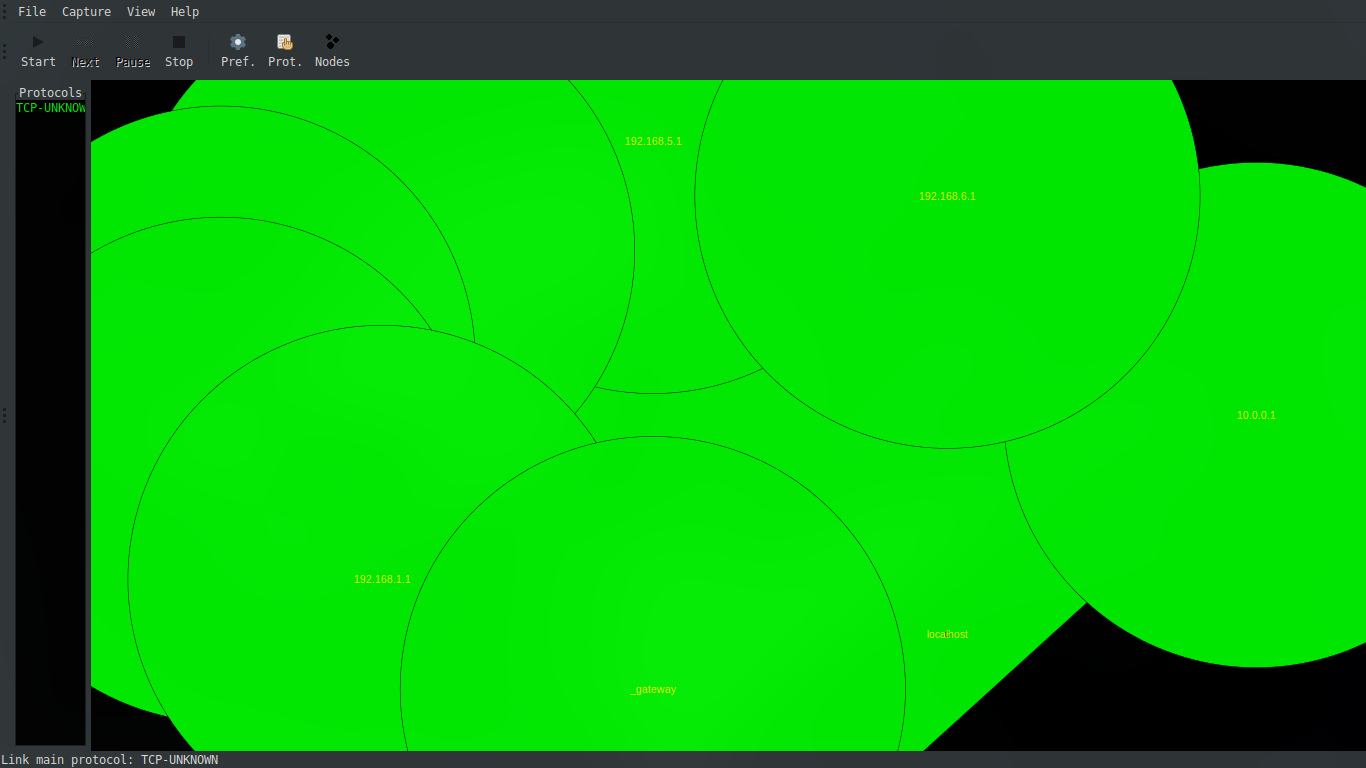 File Capture View Help
Start Next Pause Stop Pref. Prot. Nodes
Protocols
TCP-UNKNOW
192.168.5.1
192.168.6.1
10.0.0.1
192.168.1.1
localhost
_gateway
Link main protocol: TCP-UNKNOWN